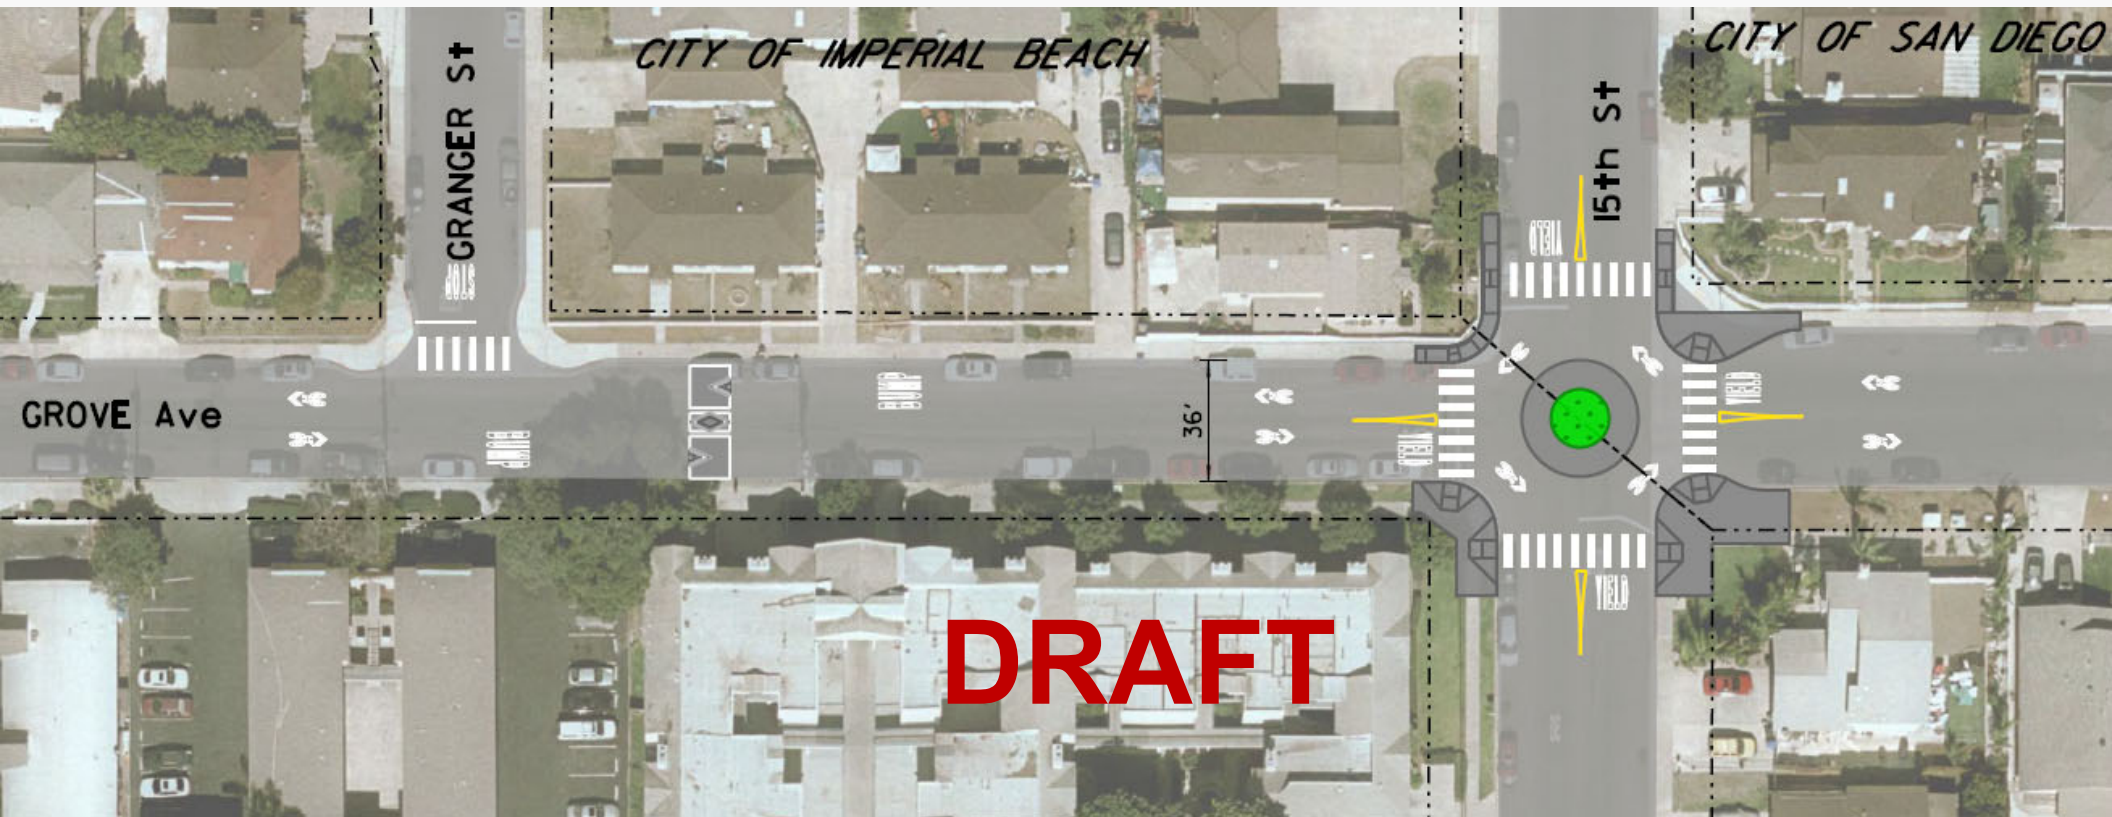 CITY OF IMPERIAL BEACH
CITY OF SAN DIEGO
GRANGER St
15th St
STOP
YIELD
GROVE Ave
BUMP
BUMP
36'
YIELD
YIELD
YIELD
DRAFT